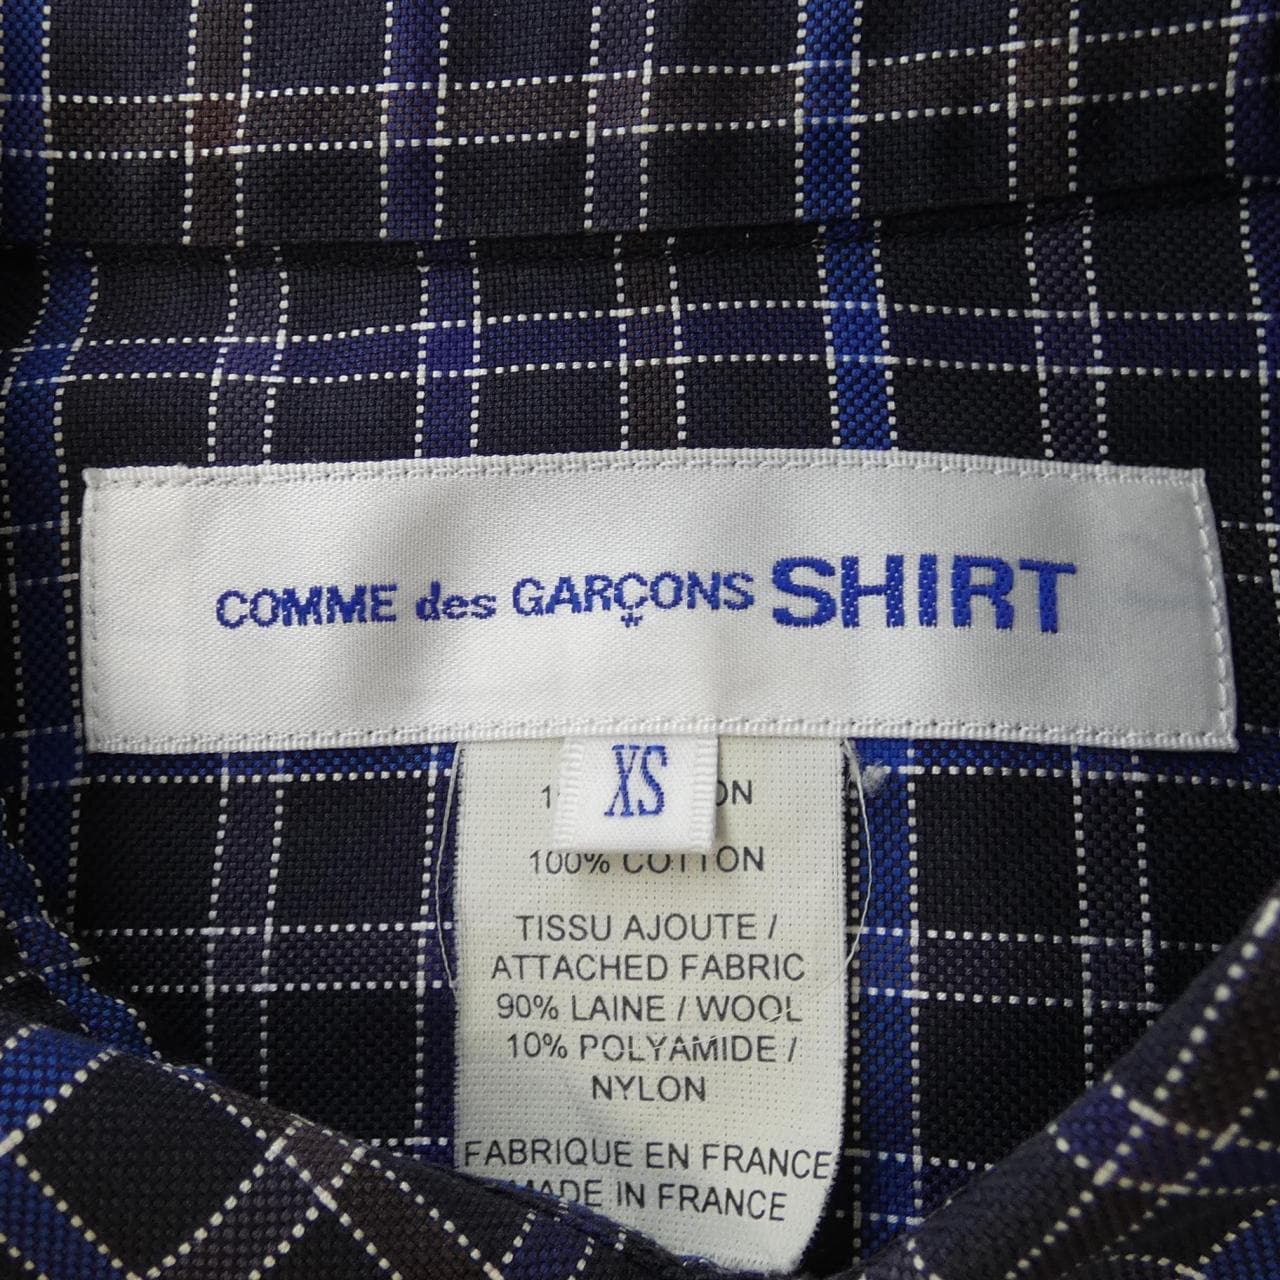 COMME des GARÇONS SHIRT
XS
100% COTTON
TISSU AJOUTE /
ATTACHED FABRIC
90% LAINE / WOOL
10% POLYAMIDE /
NYLON
FABRIQUE EN FRANCE
MADE IN FRANCE